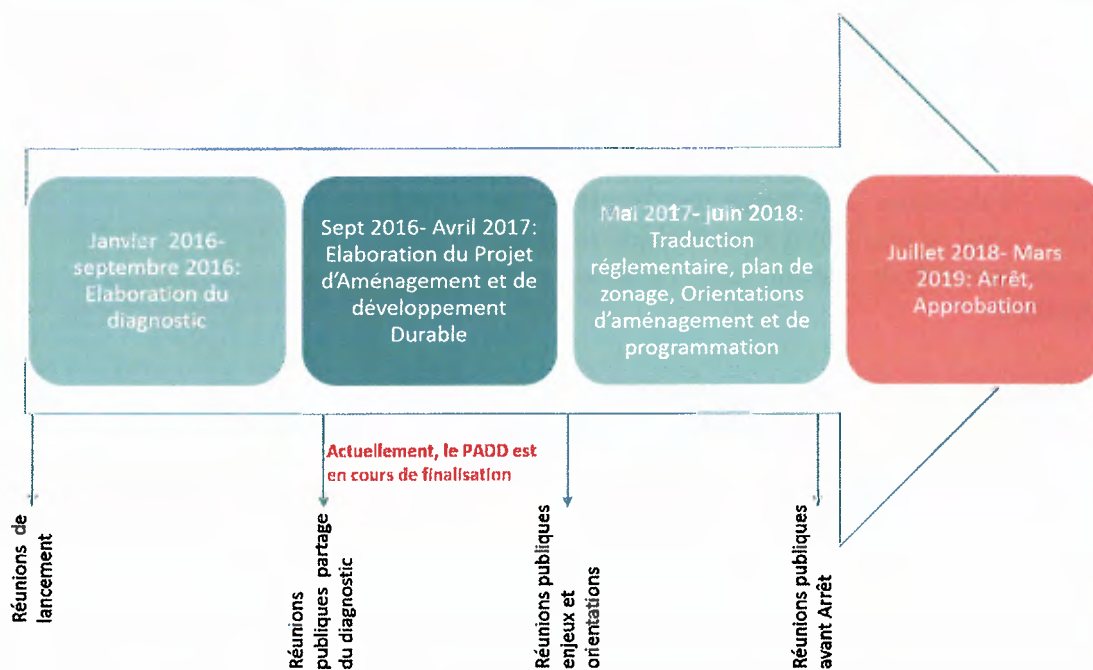 Janvier 2016-
septembre 2016:
Elaboration du
diagnostic
Sept 2016- Avril 2017:
Elaboration du Projet
d'Aménagement et de
développement
Durable
Mai 2017- juin 2018:
Traduction
réglementaire, plan de
zonage, Orientations
d'aménagement et de
programmation
Juillet 2018- Mars
2019: Arrêt,
Approbation
Actuellement, le PADD est
en cours de finalisation
Réunions de
lancement
Réunions
publiques partage
du diagnostic
Réunions publiques
enjeux et
orientations
Réunions publiques
avant Arrêt